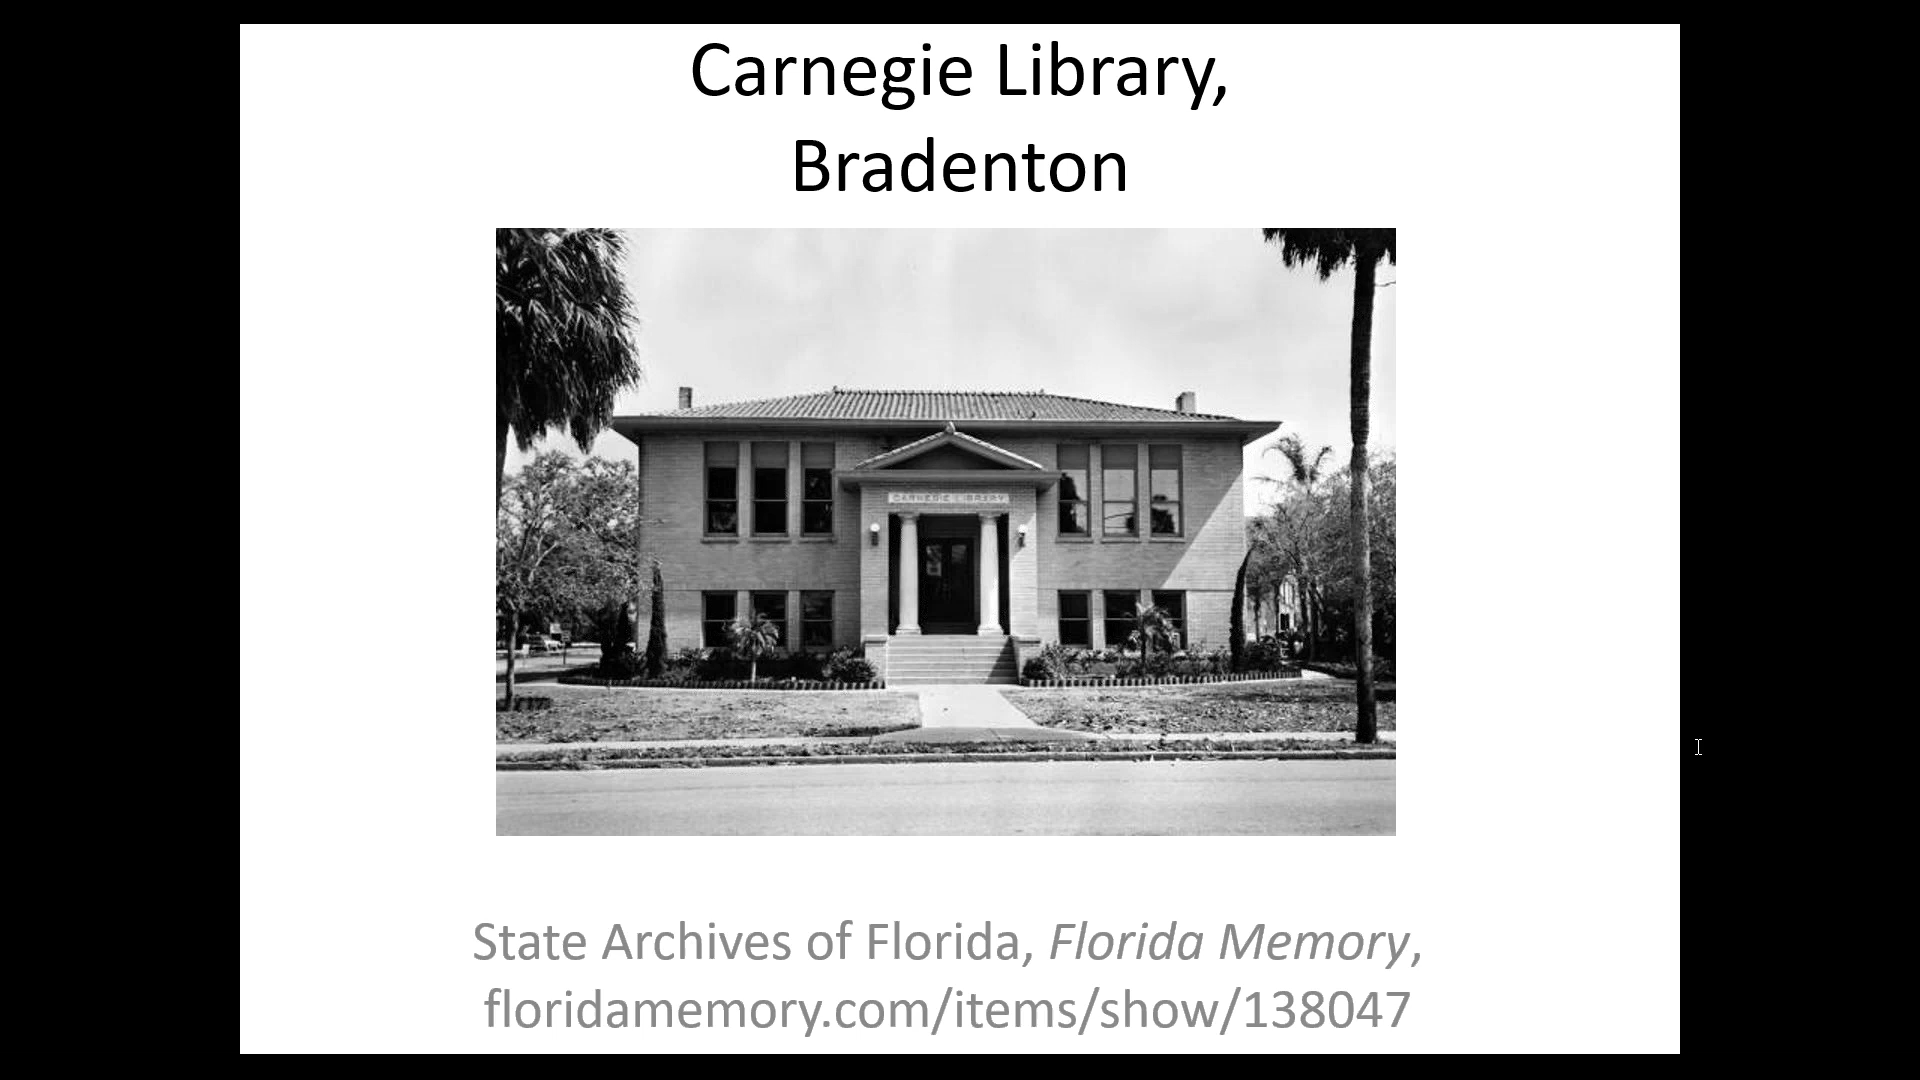 Carnegie Library,
Bradenton
CARNEGIE LIBRARY
State Archives of Florida, Florida Memory,
floridamemory.com/items/show/138047